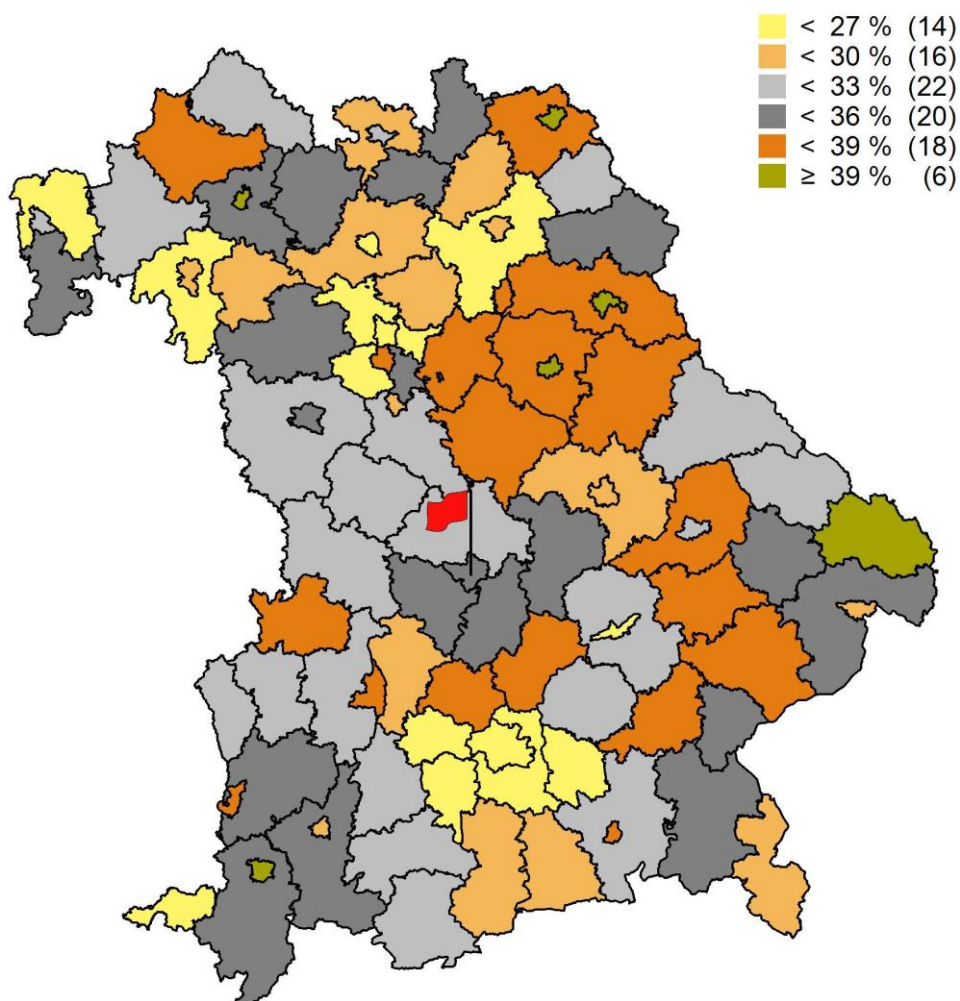 < 27 % (14)
< 30 % (16)
< 33 % (22)
< 36 % (20)
< 39 % (18)
≥ 39 % (6)